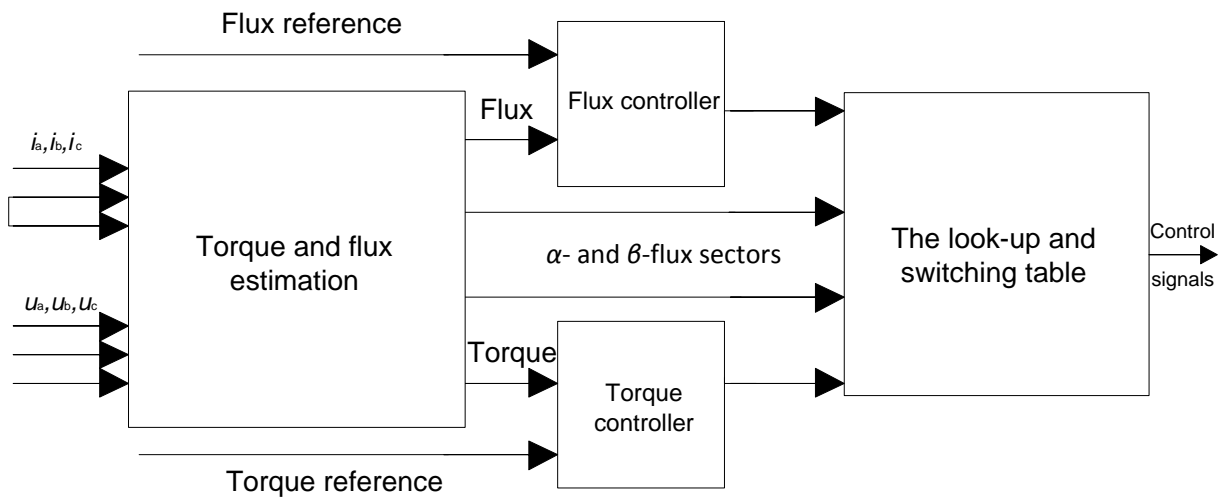 Flux reference
Flux controller
Flux
ia,ib,ic
Torque and flux
estimation
α- and β-flux sectors
The look-up and
switching table
Control
signals
ua,ub,uc
Torque
Torque
controller
Torque reference